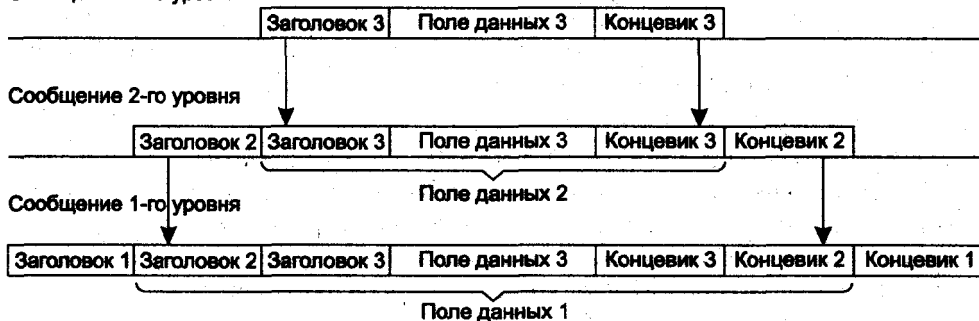 Заголовок 3 Поле данных 3 Концевик 3
Сообщение 2-го уровня
Заголовок 2 Заголовок 3 Поле данных 3 Концевик 3 Концевик 2
Поле данных 2
Сообщение 1-го уровня
Заголовок 1 Заголовок 2 Заголовок 3 Поле данных 3 Концевик 3 Концевик 2 Концевик 1
Поле данных 1